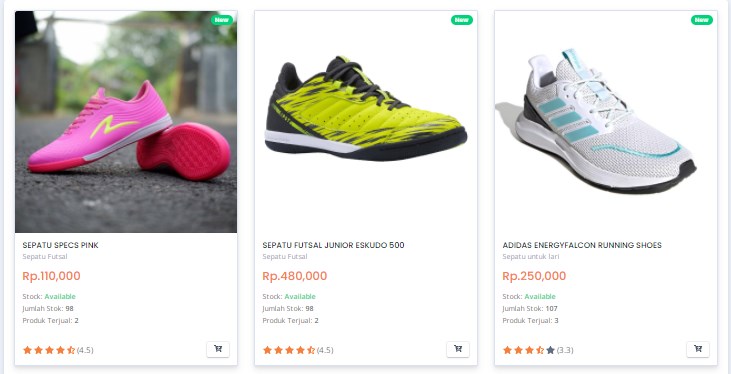 New
SEPATU SPECS PINK
Sepatu Futsal
Rp.110,000
Stock: Available
Jumlah Stok: 98
Produk Terjual: 2
(4.5)
New
SEPATU FUTSAL JUNIOR ESKUDO 500
Sepatu Futsal
Rp.480,000
Stock: Available
Jumlah Stok: 98
Produk Terjual: 2
(4.5)
New
ADIDAS ENERGYFALCON RUNNING SHOES
Sepatu untuk lari
Rp.250,000
Stock: Available
Jumlah Stok: 107
Produk Terjual: 3
(3.3)